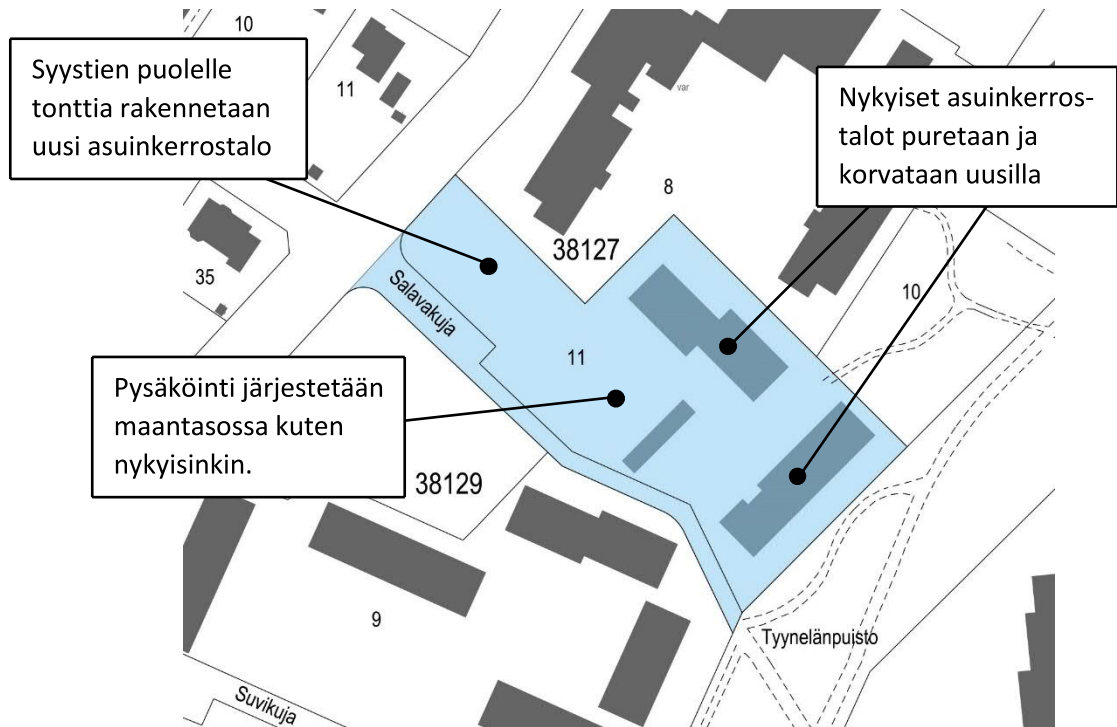 10
11
Syystien puolelle
tonttia rakennetaan
uusi asuinkerrostalo
var
Nykyiset asuinkerros-
talot puretaan ja
korvataan uusilla
8
38127
35
Salavakuja
10
11
Pysäköinti järjestetään
maantasossa kuten
nykyisinkin.
38129
9
Tyynelänpuisto
Suvikuja